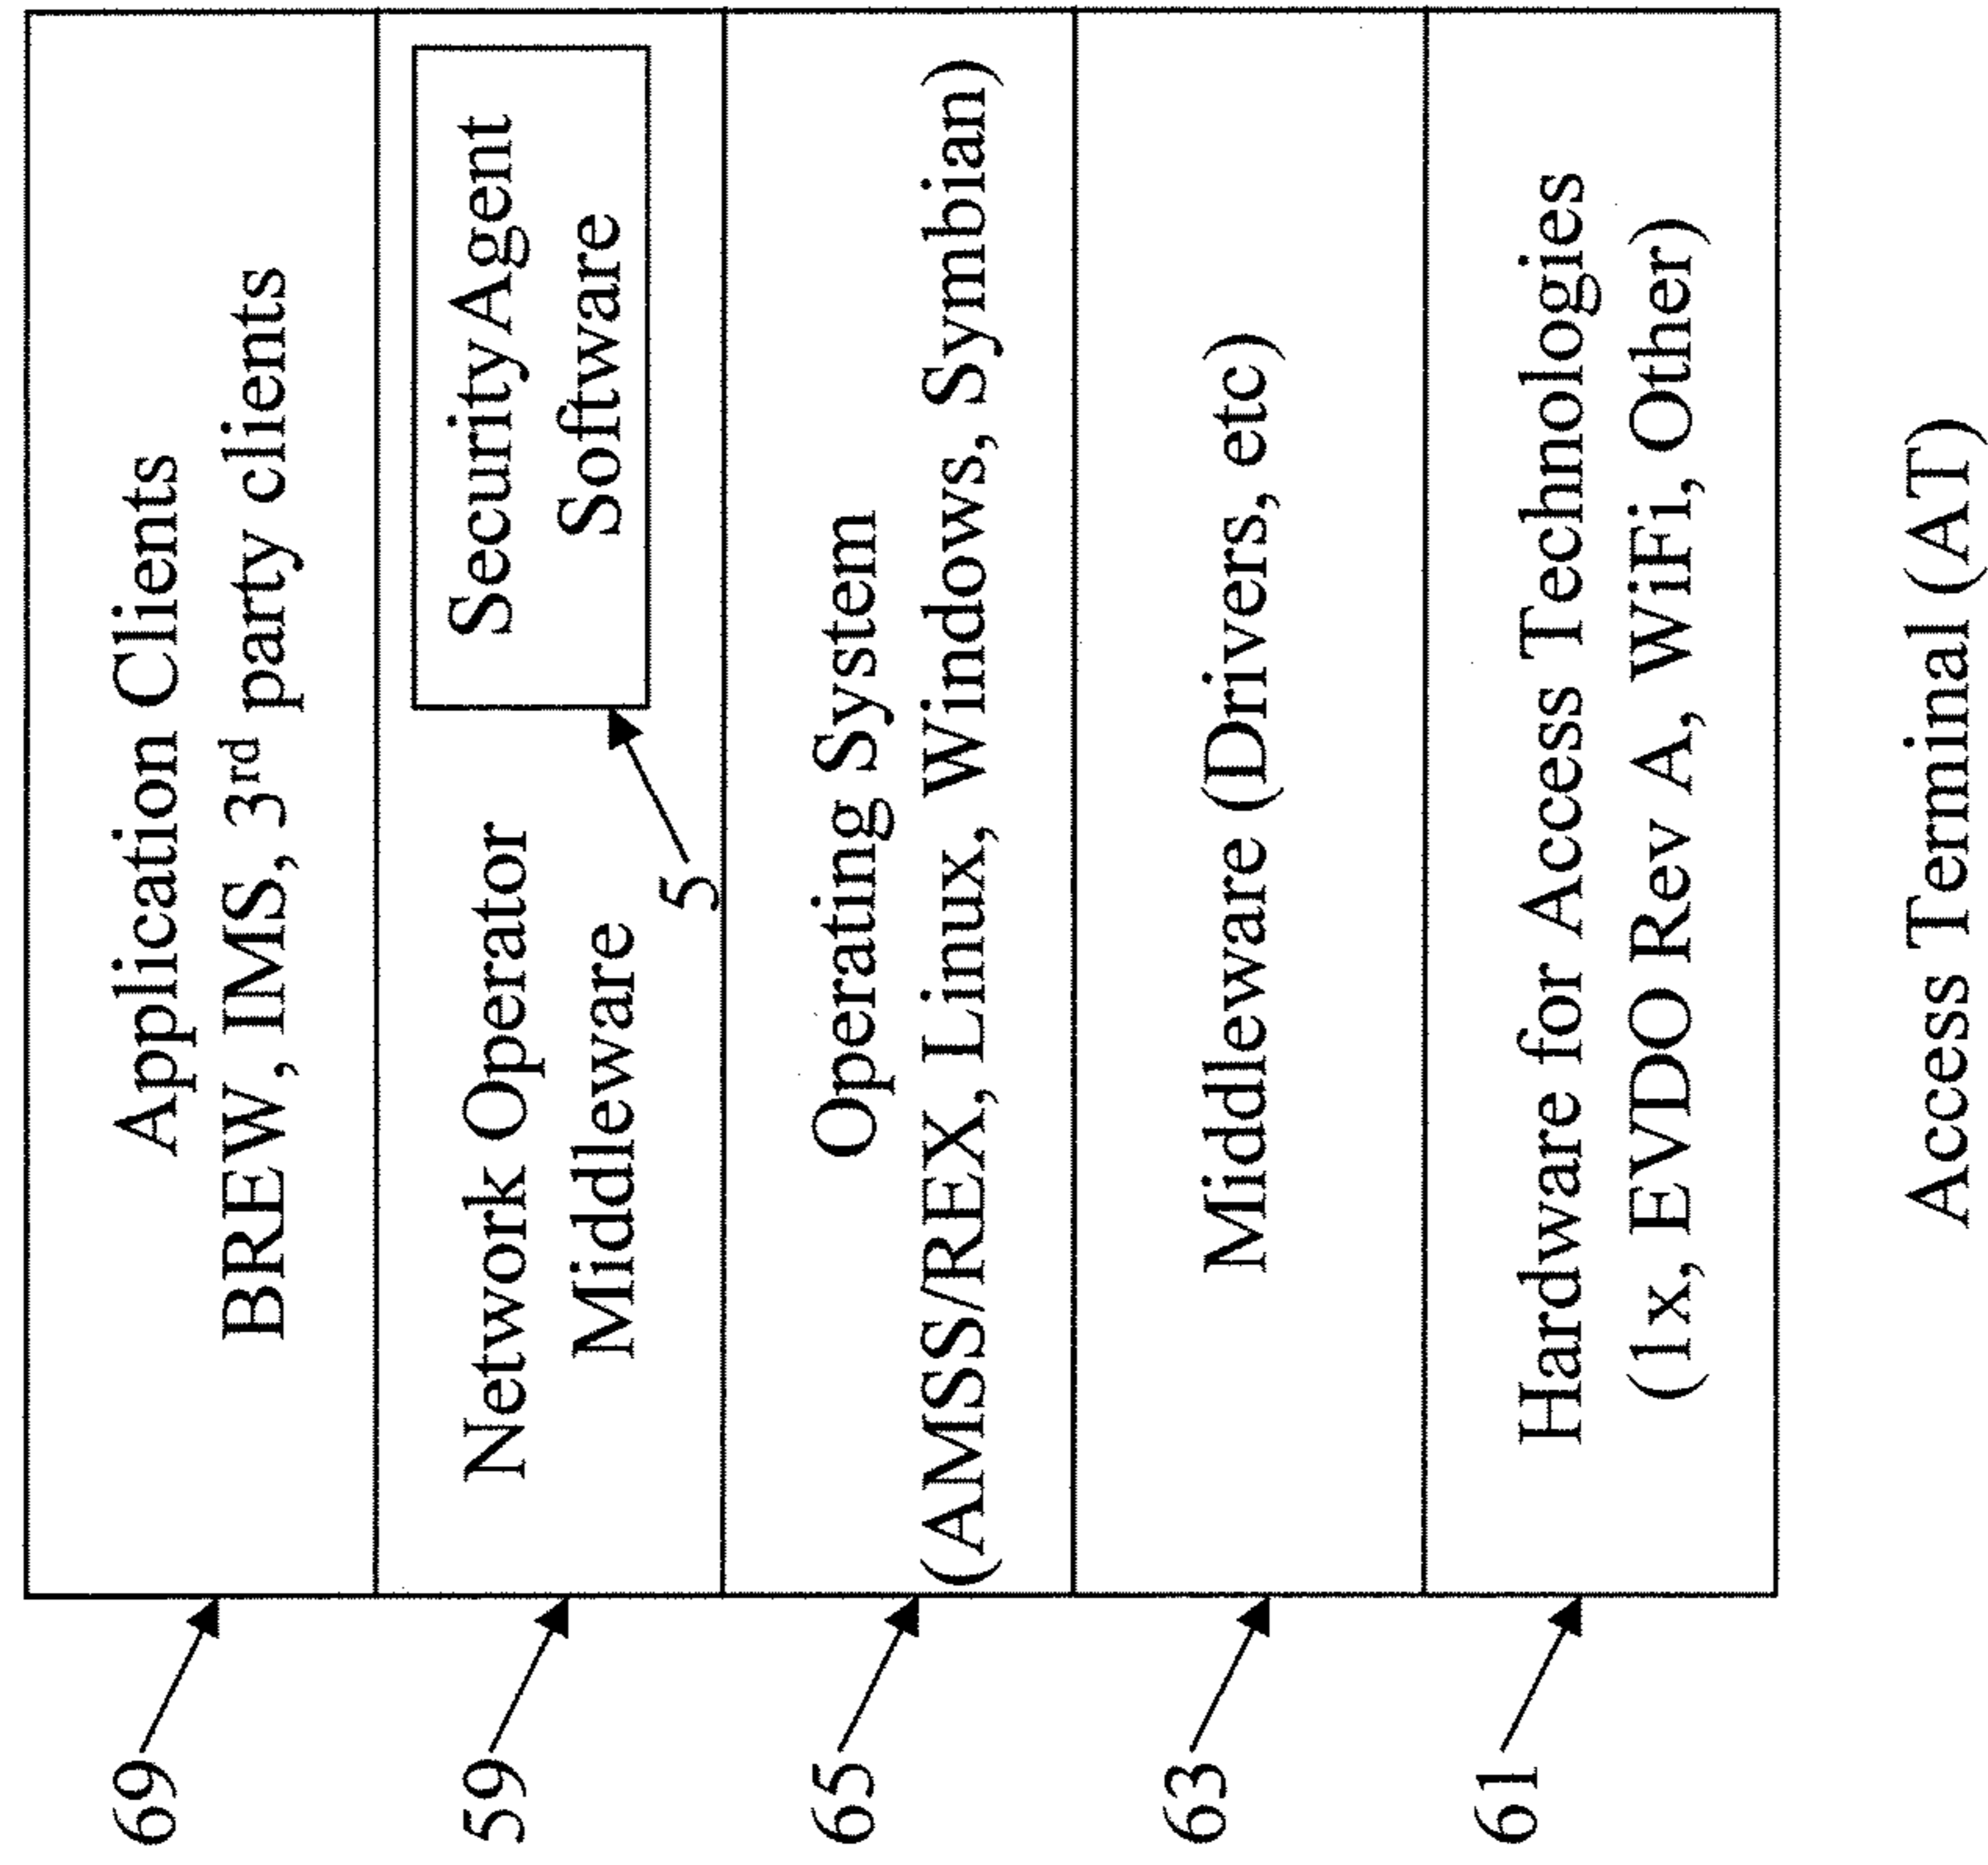 69
Application Clients
BREW, IMS, 3rd party clients
59
Network Operator
Middleware
SecurityAgent
Software
5
65
Operating System
(AMSS/REX, Linux, Windows, Symbian)
63
Middleware (Drivers, etc)
61
Hardware for Access Technologies
(1x, EVDO Rev A, WiFi, Other)
Access Terminal (AT)